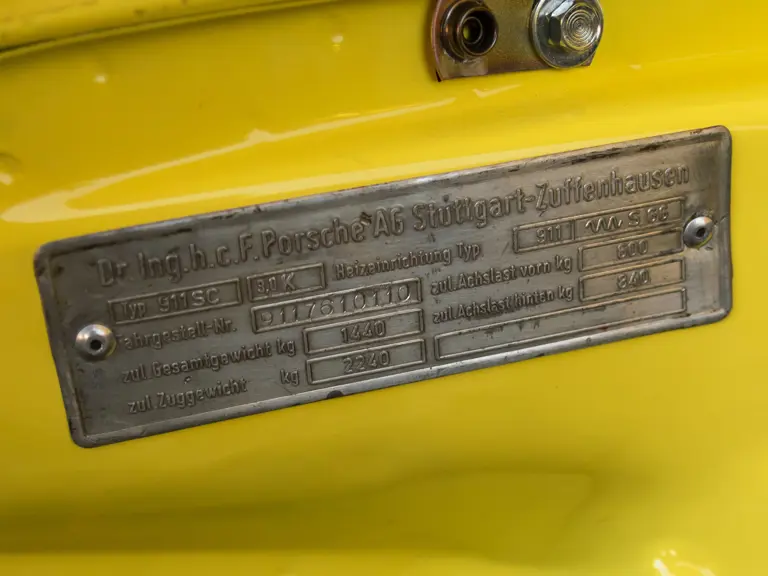 Dr Ing.h.c.F.Porsche AG Stuttgart-Zuffenhausen
Typ 911SC 3,0 K Heizeinrichtung Typ 911
Fahrgestell-Nr. 9117610110 zul.Achslast vorn kg 600
zul Gesamtgewicht kg 1440 zul.Achslast hinten kg 840
zul Zuggewicht kg 2240